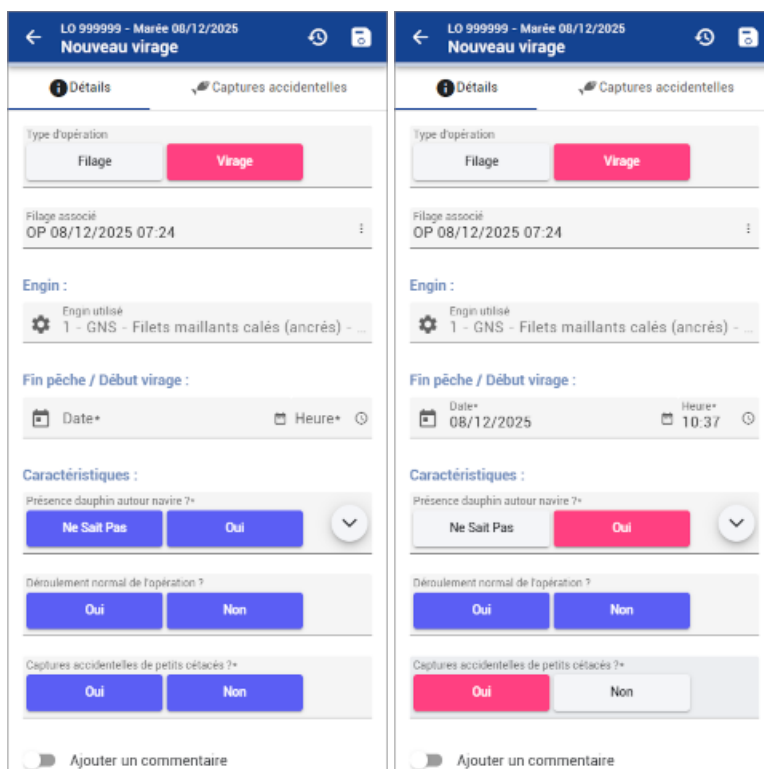 LO 999999 - Marée 08/12/2025
Nouveau virage
Détails
Captures accidentelles
Type d'opération
Filage
Virage
Filage associé
OP 08/12/2025 07:24
Engin :
Engin utilisé
1 - GNS - Filets maillants calés (ancrés) - ...
Fin pêche / Début virage :
Date*
Heure*
Caractéristiques :
Présence dauphin autour navire ?*
Ne Sait Pas
Oui
Déroulement normal de l'opération ?
Oui
Non
Captures accidentelles de petits cétacés ?*
Oui
Non
Ajouter un commentaire
LO 999999 - Marée 08/12/2025
Nouveau virage
Détails
Captures accidentelles
Type d'opération
Filage
Virage
Filage associé
OP 08/12/2025 07:24
Engin :
Engin utilisé
1 - GNS - Filets maillants calés (ancrés) - ...
Fin pêche / Début virage :
Date*
08/12/2025
Heure*
10:37
Caractéristiques :
Présence dauphin autour navire ?*
Ne Sait Pas
Oui
Déroulement normal de l'opération ?
Oui
Non
Captures accidentelles de petits cétacés ?*
Oui
Non
Ajouter un commentaire